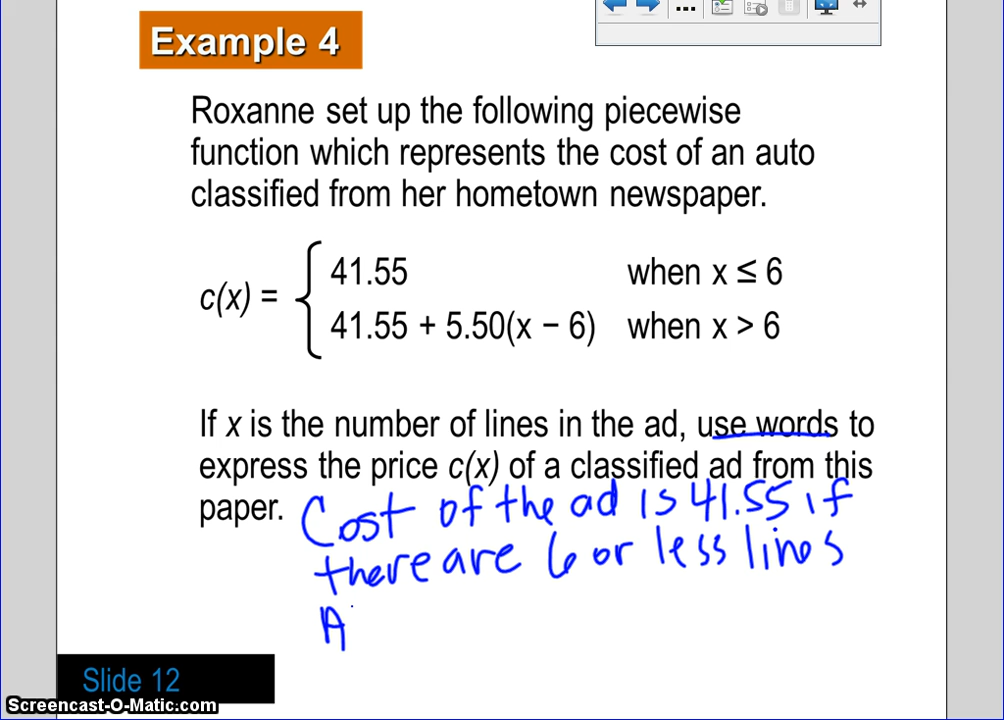 Example 4
Roxanne set up the following piecewise
function which represents the cost of an auto
classified from her hometown newspaper.
41.55 when x ≤ 6
c(x) =
41.55 + 5.50(x − 6) when x > 6
If x is the number of lines in the ad, use words to
express the price c(x) of a classified ad from this
paper. Cost of the ad is 41.55 if
there are 6 or less lines
A
Slide 12
Screencast-O-Matic.com